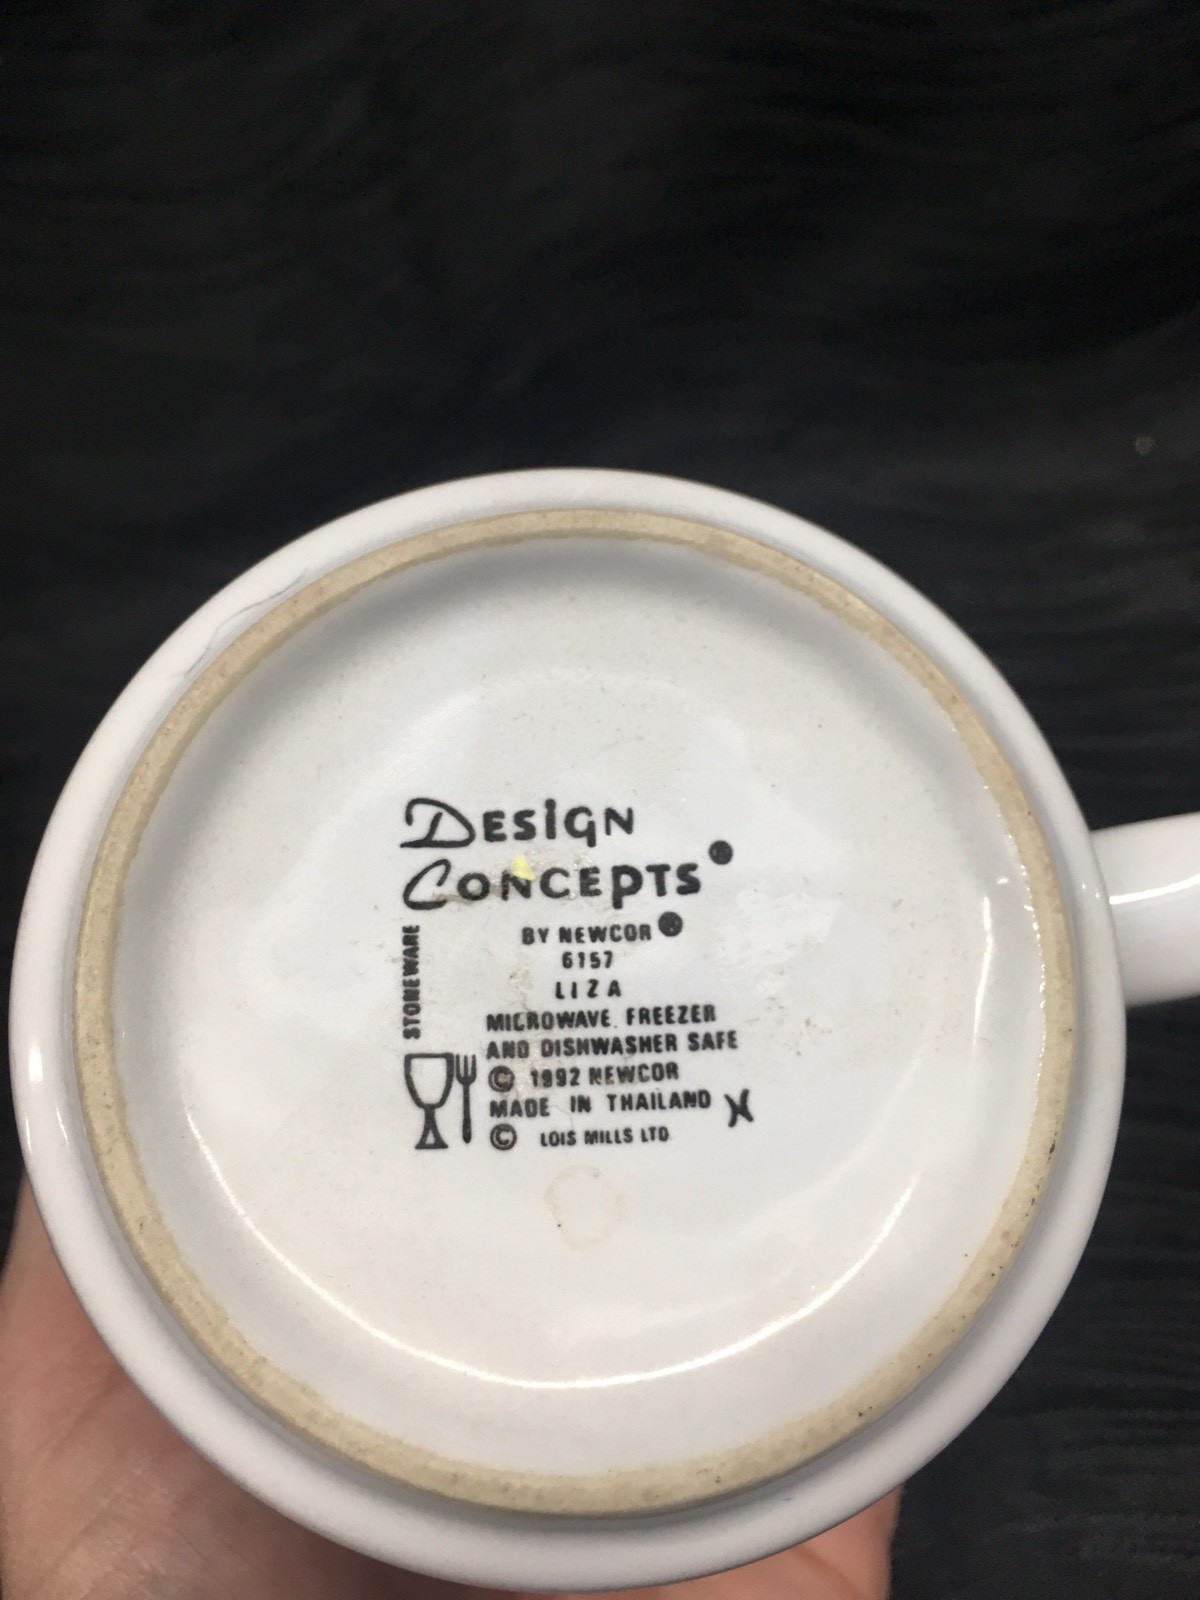 DESIGN
CONCEPTS®
BY NEWCOR®
6157
LIZA
MICROWAVE. FREEZER
AND DISHWASHER SAFE
© 1992 NEWCOR
MADE IN THAILAND
© LOIS MILLS LTD
STONEWARE